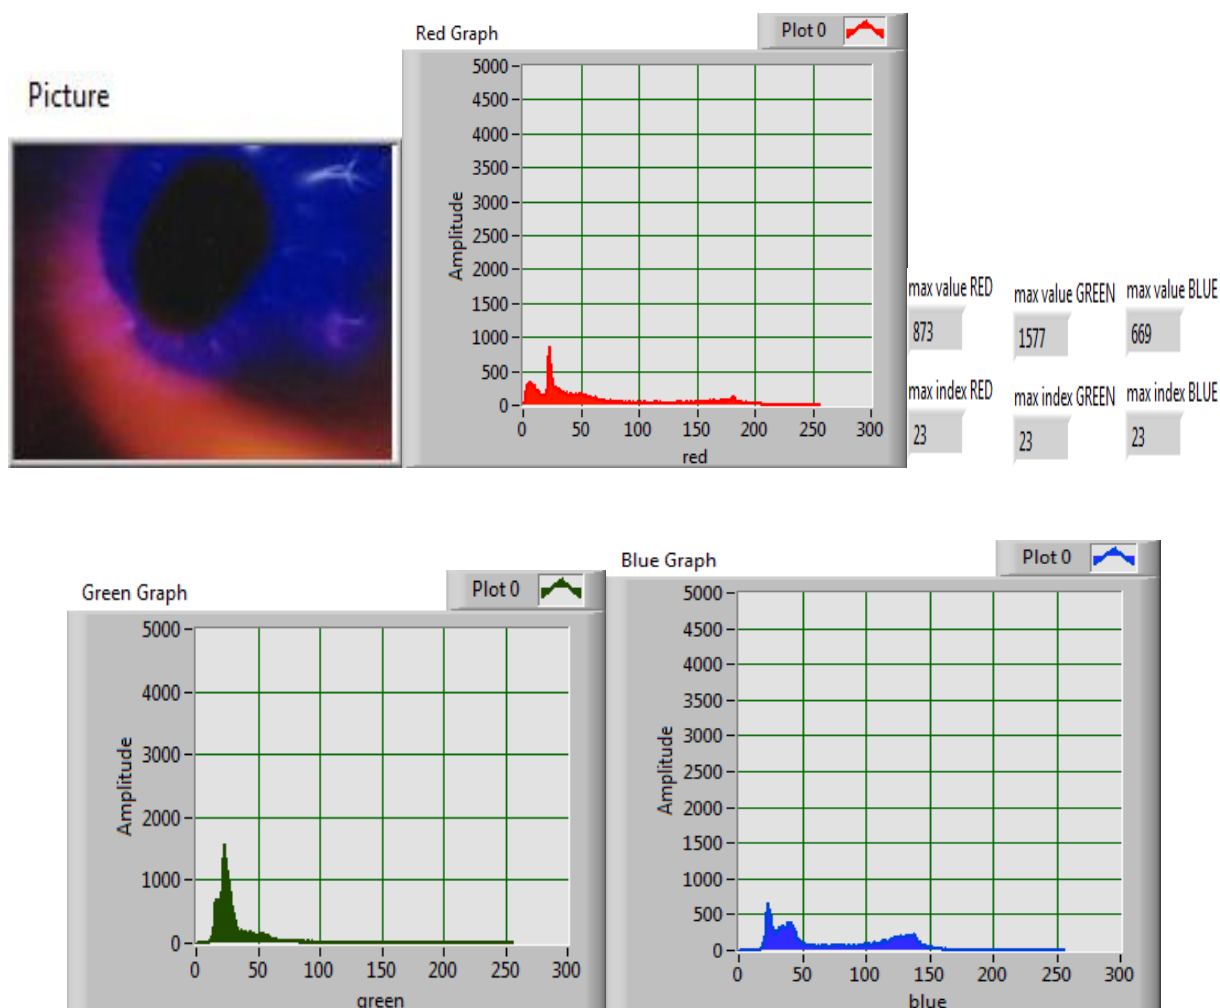 Picture
Red Graph
Plot 0
5000
4500
4000
3500
3000
2500
2000
1500
1000
500
0
Amplitude
0 50 100 150 200 250 300
red
max value RED
873
max value GREEN
1577
max value BLUE
669
max index RED
23
max index GREEN
23
max index BLUE
23
Green Graph
Plot 0
5000
4000
3000
2000
1000
0
Amplitude
0 50 100 150 200 250 300
green
Blue Graph
Plot 0
5000
4500
4000
3500
3000
2500
2000
1500
1000
500
0
Amplitude
0 50 100 150 200 250 300
blue